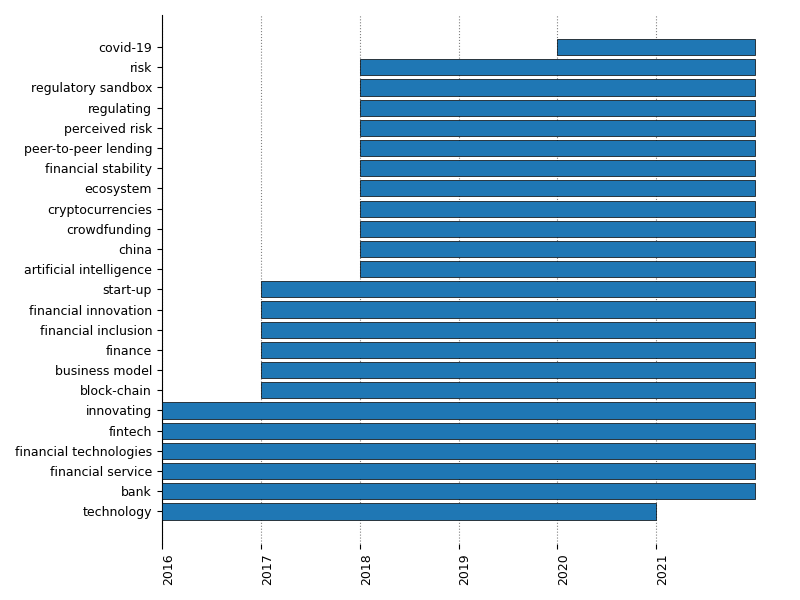 covid-19
risk
regulatory sandbox
regulating
perceived risk
peer-to-peer lending
financial stability
ecosystem
cryptocurrencies
crowdfunding
china
artificial intelligence
start-up
financial innovation
financial inclusion
finance
business model
block-chain
innovating
fintech
financial technologies
financial service
bank
technology
2016
2017
2018
2019
2020
2021